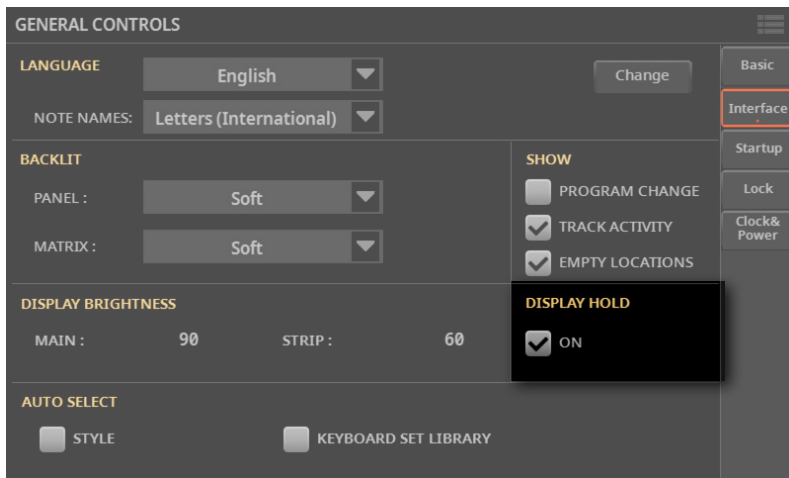 GENERAL CONTROLS
LANGUAGE
English
Change
NOTE NAMES:
Letters (International)
BACKLIT
PANEL :
Soft
MATRIX :
Soft
SHOW
PROGRAM CHANGE
TRACK ACTIVITY
EMPTY LOCATIONS
DISPLAY BRIGHTNESS
MAIN :
90
STRIP :
60
DISPLAY HOLD
ON
AUTO SELECT
STYLE
KEYBOARD SET LIBRARY
Basic
Interface
Startup
Lock
Clock&
Power